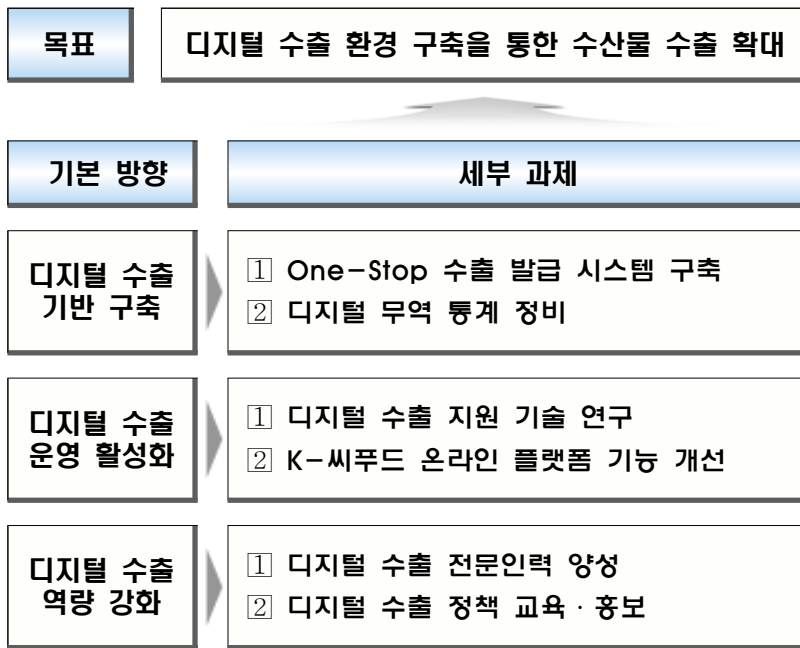 목표
디지털 수출 환경 구축을 통한 수산물 수출 확대
기본 방향
세부 과제
디지털 수출
기반 구축
1 One-Stop 수출 발급 시스템 구축
2 디지털 무역 통계 정비
디지털 수출
운영 활성화
1 디지털 수출 지원 기술 연구
2 K-씨푸드 온라인 플랫폼 기능 개선
디지털 수출
역량 강화
1 디지털 수출 전문인력 양성
2 디지털 수출 정책 교육·홍보